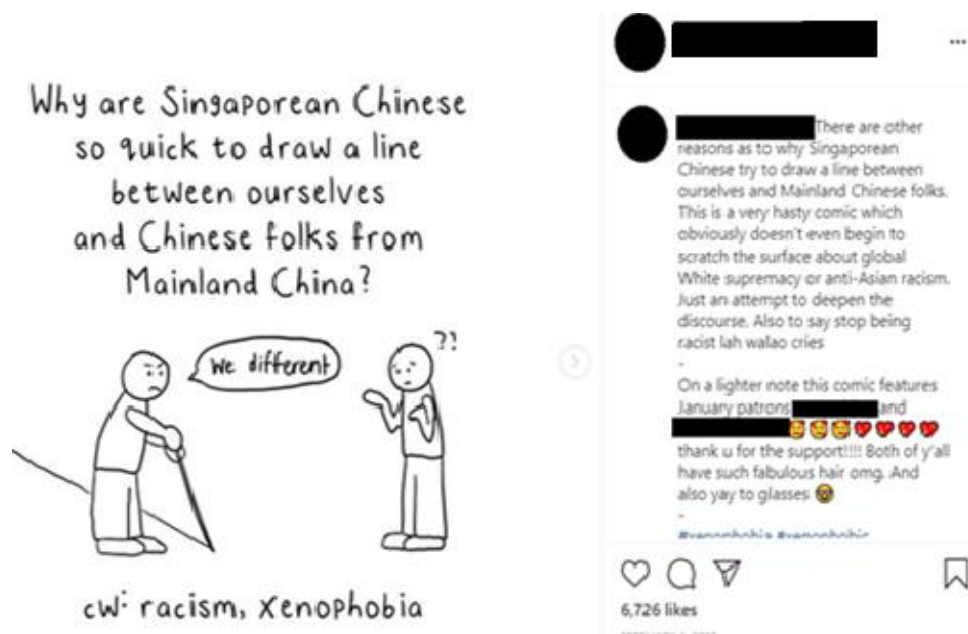 Why are Singaporean Chinese
so quick to draw a line
between ourselves
and Chinese folks from
Mainland China?
We different
??
cw: racism, xenophobia
There are other
reasons as to why Singaporean
Chinese try to draw a line between
ourselves and Mainland Chinese folks.
This is a very hasty comic which
obviously doesn't even begin to
scratch the surface about global
White supremacy or anti-Asian racism.
Just an attempt to deepen the
discourse. Also to say stop being
racist lah wallao cries
-
On a lighter note this comic features
January patrons and
🥰🥰🥰💖💖💖💖
thank u for the support!!!! Both of y'all
have such fabulous hair omg. And
also yay to glasses 🤓
-
#xenophobia #xenophobic
6,726 likes